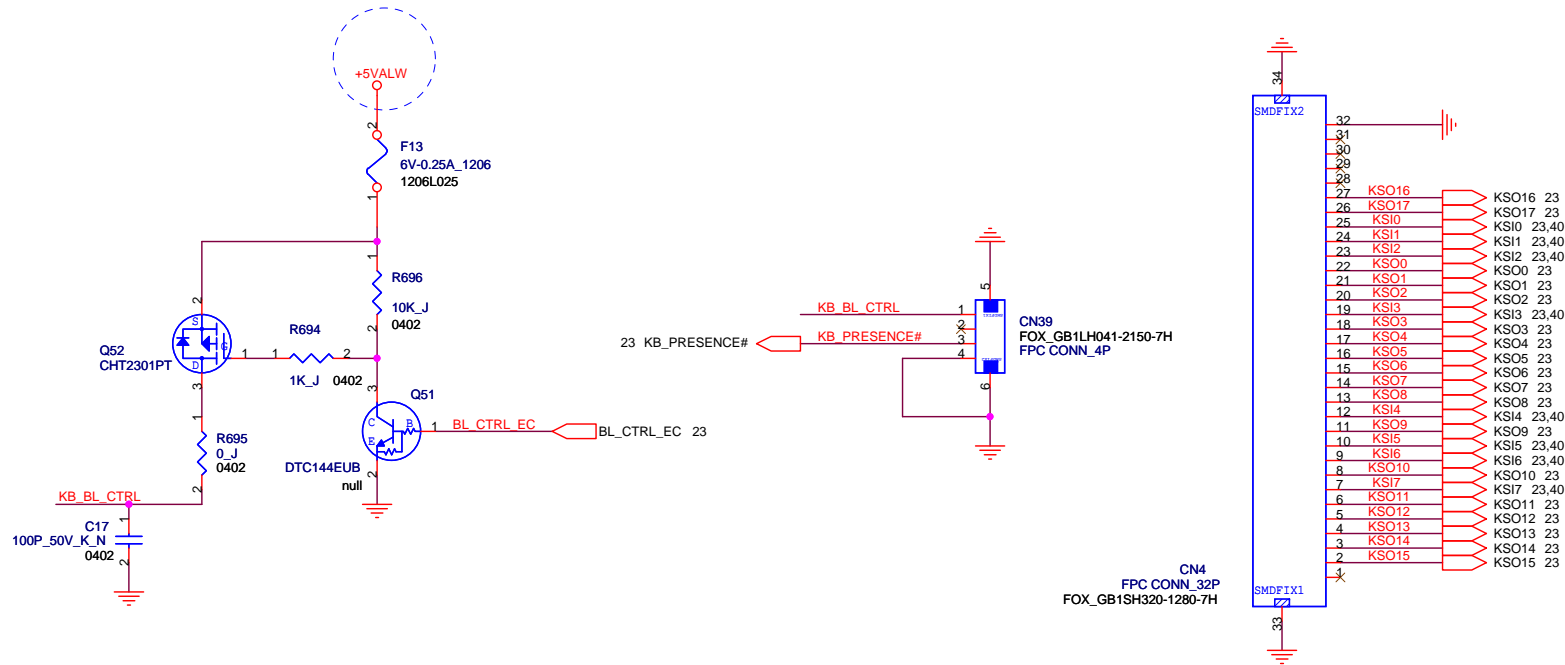 +5VALW
2
F13
6V-0.25A_1206
1206L025
1
1
R696
10K_J
0402
2
2
S
G
D
Q52
CHT2301PT
1
R694
1
2
1K_J 0402
3
1
R695
0_J
0402
2
KB_BL_CTRL
1
C17
100P_50V_K_N
0402
2
3
Q51
C
B
E
1
BL_CTRL_EC
BL_CTRL_EC 23
DTC144EUB
null
2
5
KB_BL_CTRL
1
2
23 KB_PRESENCE#
KB_PRESENCE#
3
4
6
CN39
FOX_GB1LH041-2150-7H
FPC CONN_4P
34
SMDFIX2
32
31
30
29
28
27 KSO16 KSO16 23
26 KSO17 KSO17 23
25 KSI0 KSI0 23,40
24 KSI1 KSI1 23,40
23 KSI2 KSI2 23,40
22 KSO0 KSO0 23
21 KSO1 KSO1 23
20 KSO2 KSO2 23
19 KSI3 KSI3 23,40
18 KSO3 KSO3 23
17 KSO4 KSO4 23
16 KSO5 KSO5 23
15 KSO6 KSO6 23
14 KSO7 KSO7 23
13 KSO8 KSO8 23
12 KSI4 KSI4 23,40
11 KSO9 KSO9 23
10 KSI5 KSI5 23,40
9 KSI6 KSI6 23,40
8 KSO10 KSO10 23
7 KSI7 KSI7 23,40
6 KSO11 KSO11 23
5 KSO12 KSO12 23
4 KSO13 KSO13 23
3 KSO14 KSO14 23
2 KSO15 KSO15 23
1
CN4
FPC CONN_32P
FOX_GB1SH320-1280-7H
SMDFIX1
33